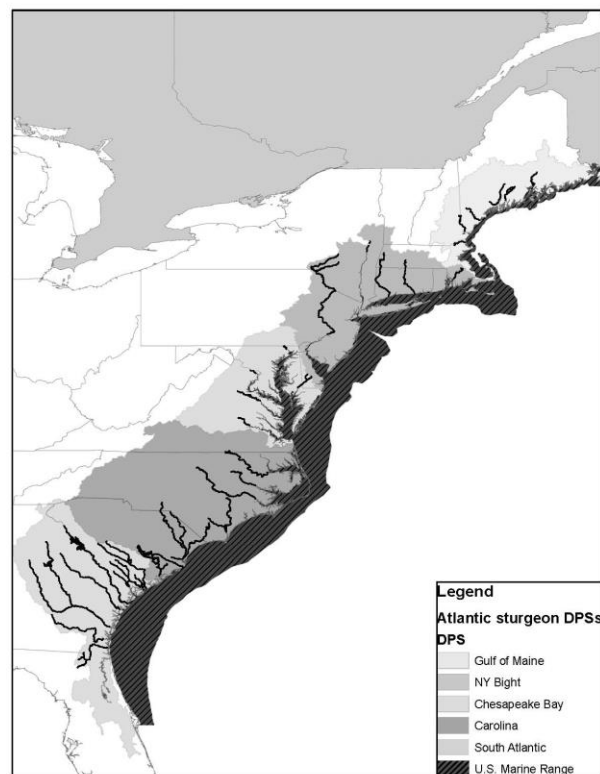 Legend
Atlantic sturgeon DPSs
DPS
Gulf of Maine
NY Bight
Chesapeake Bay
Carolina
South Atlantic
U.S. Marine Range